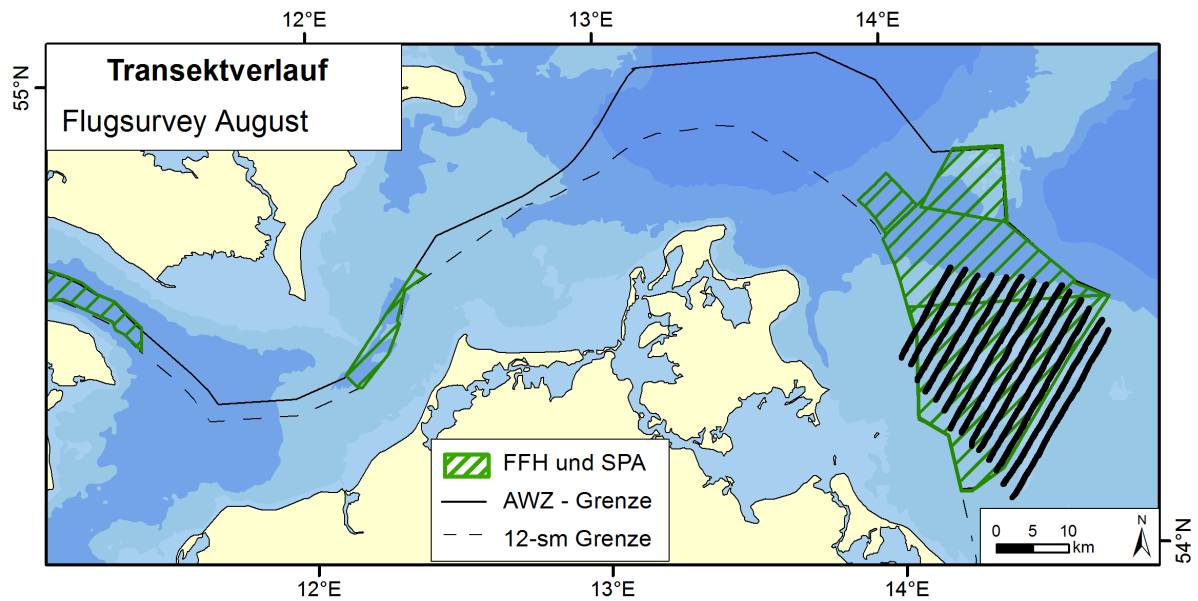 12°E 13°E 14°E
55°N
Transektverlauf
Flugsurvey August
FFH und SPA
AWZ - Grenze
12-sm Grenze
0 5 10
km
N
54°N
12°E 13°E 14°E